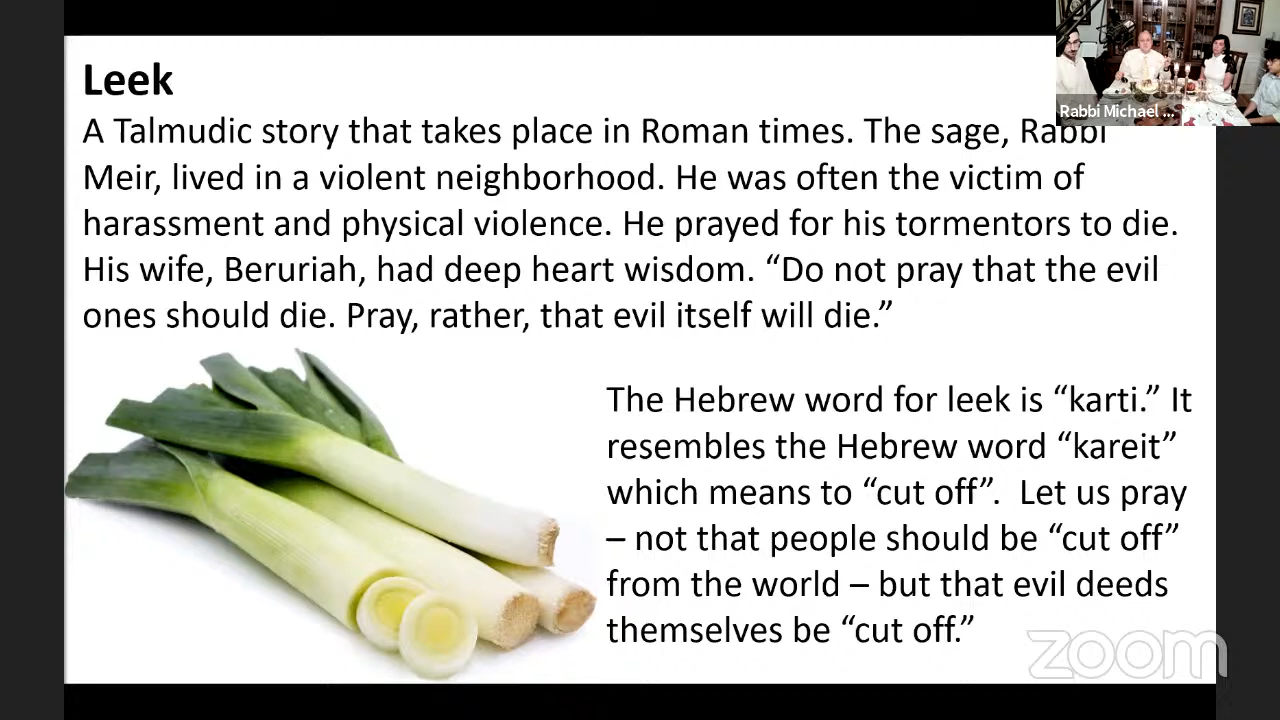 Leek
A Talmudic story that takes place in Roman times. The sage, Rabbi
Meir, lived in a violent neighborhood. He was often the victim of
harassment and physical violence. He prayed for his tormentors to die.
His wife, Beruriah, had deep heart wisdom. “Do not pray that the evil
ones should die. Pray, rather, that evil itself will die.”
The Hebrew word for leek is “karti.” It
resembles the Hebrew word “kareit”
which means to “cut off”.  Let us pray
– not that people should be “cut off”
from the world – but that evil deeds
themselves be “cut off.”
Rabbi Michael ...
zoom